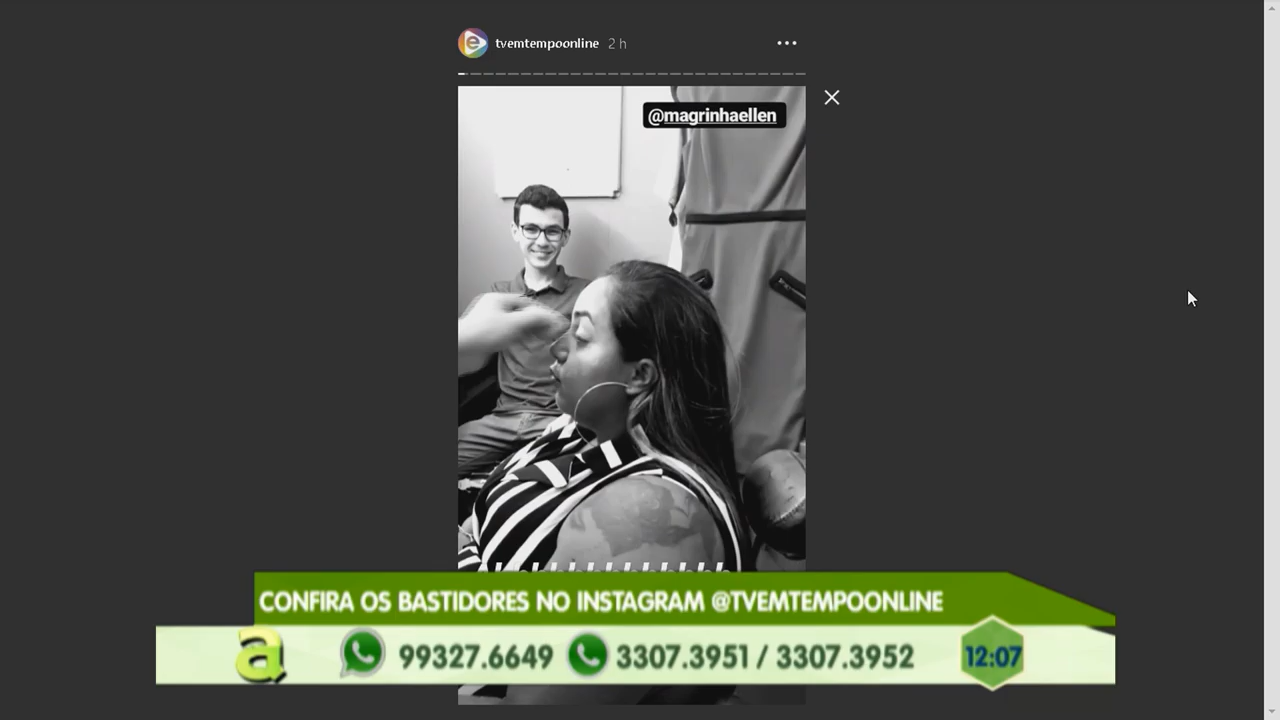 tvemtempoonline 2 h
@magrinhaellen
CONFIRA OS BASTIDORES NO INSTAGRAM @TVEMTEMPOONLINE
a 99327.6649 3307.3951 / 3307.3952 12:07